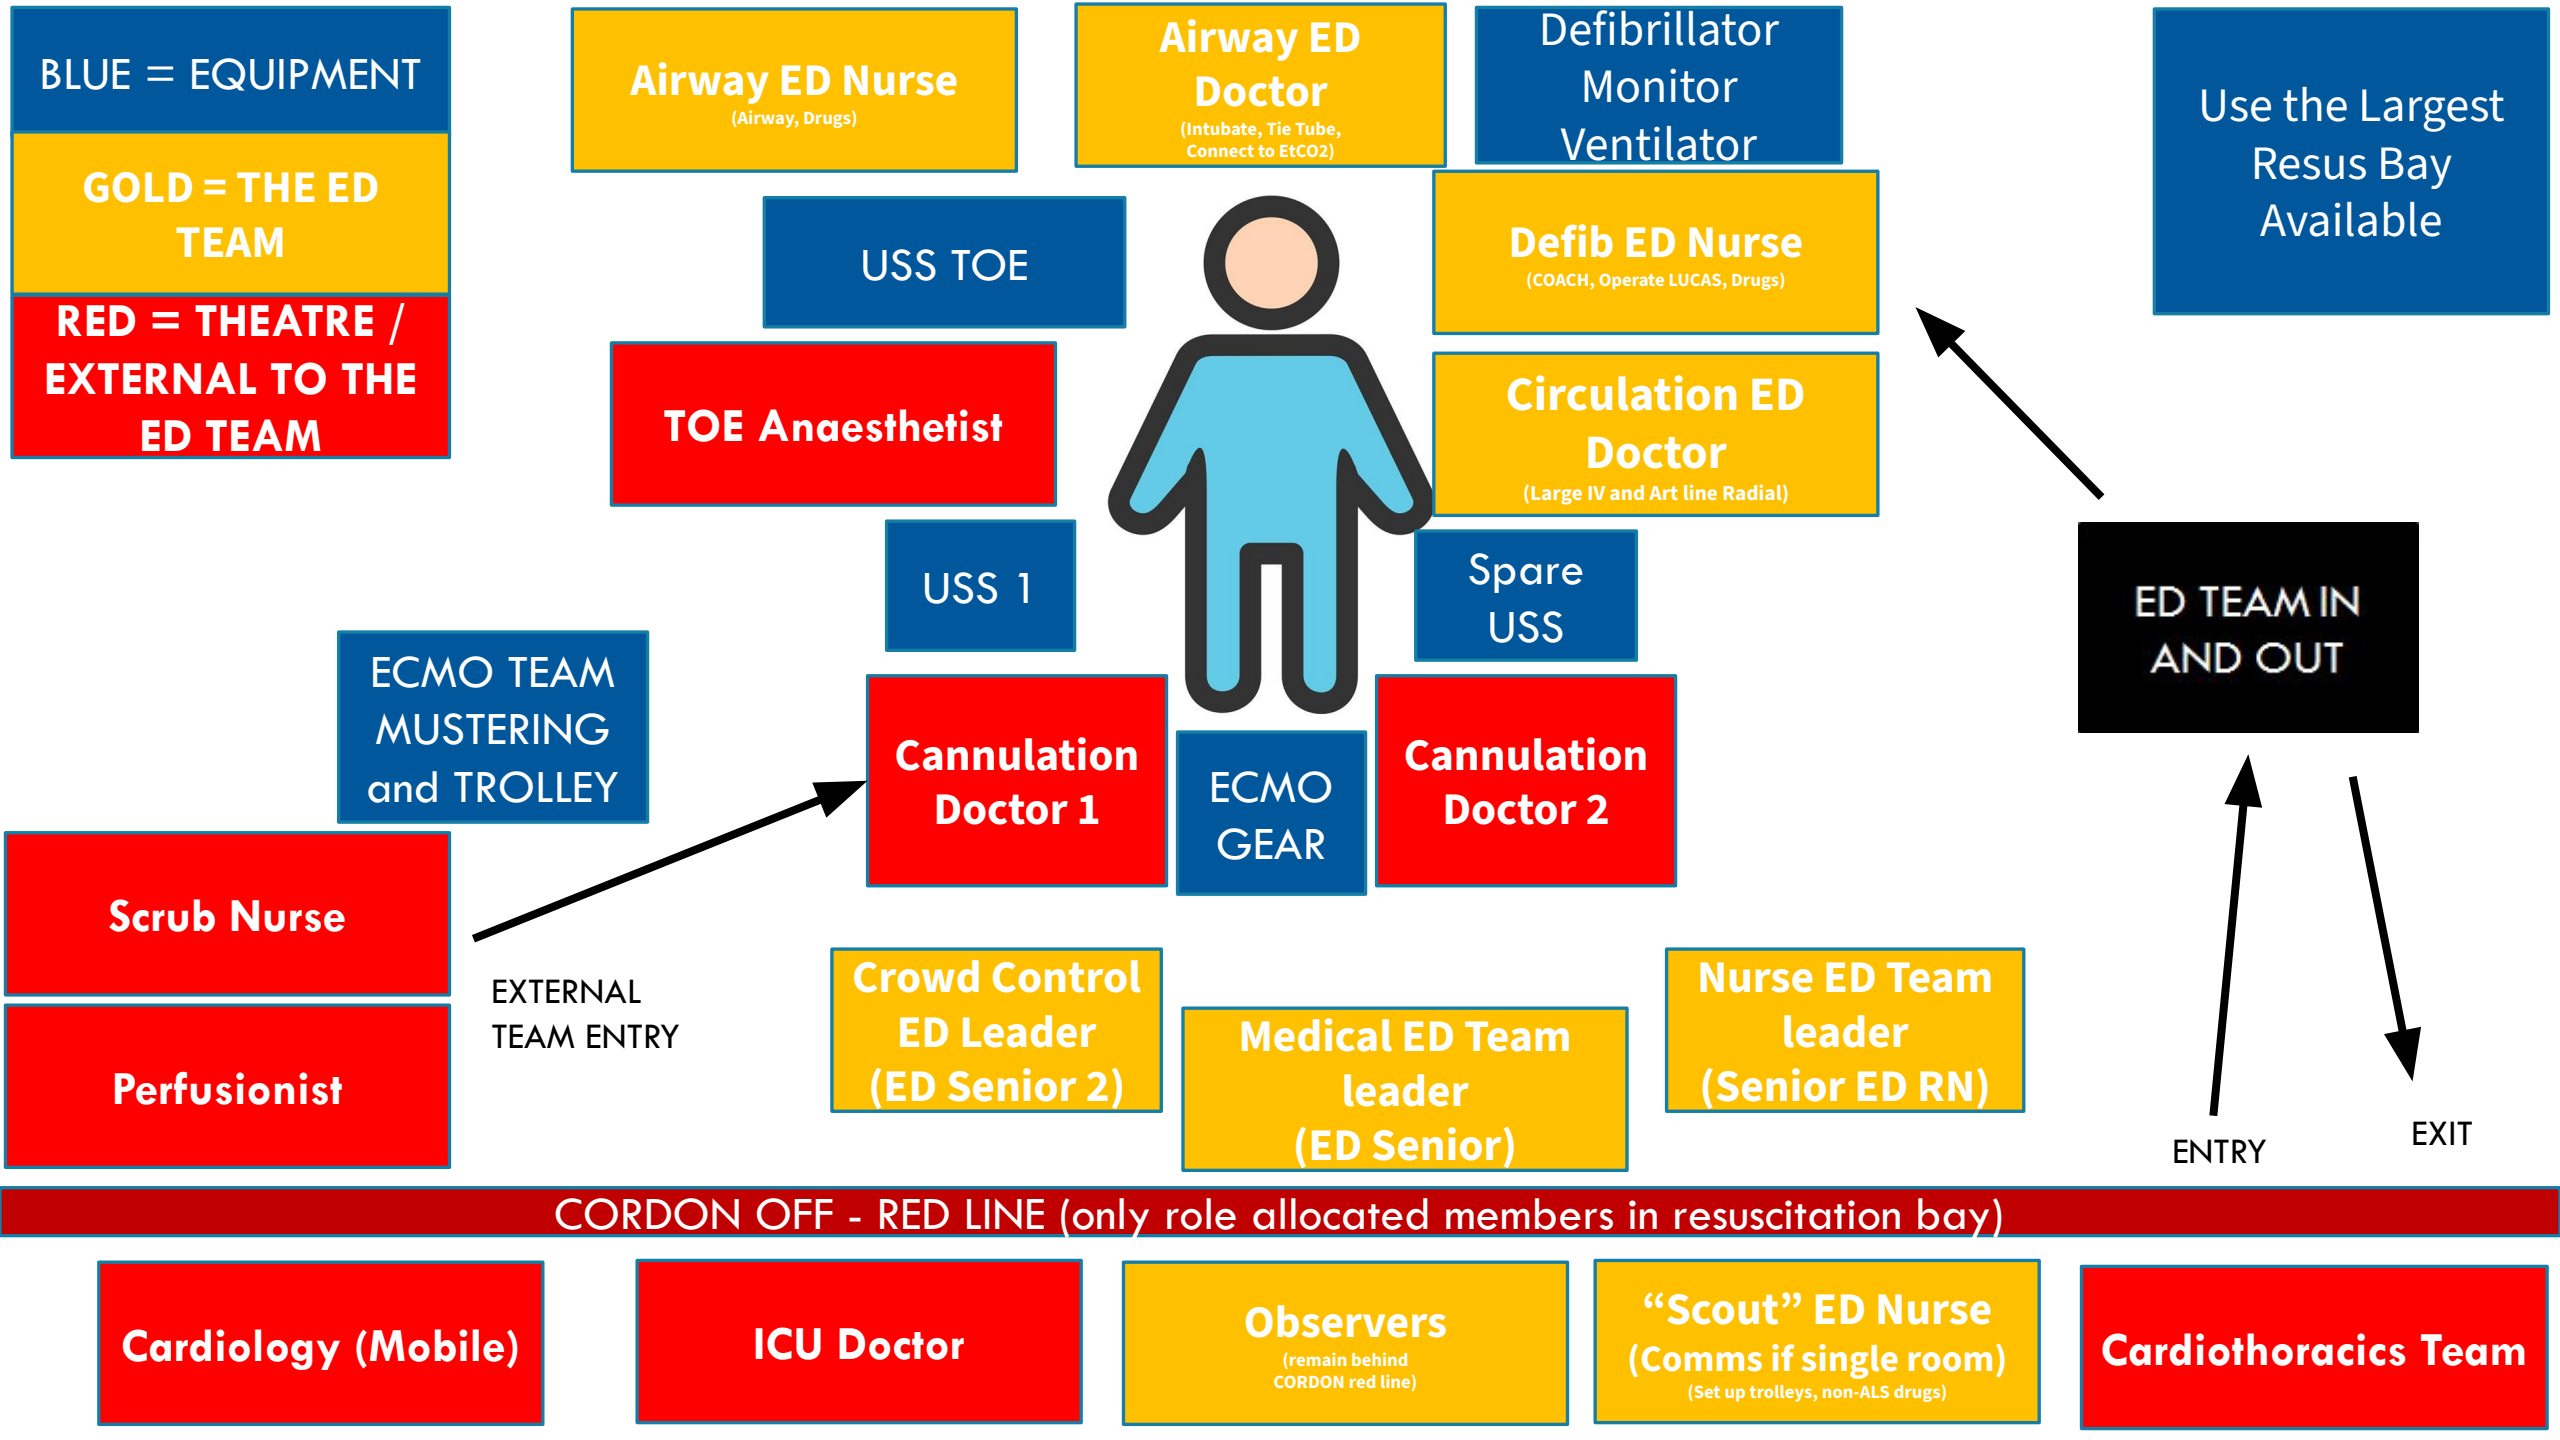 BLUE = EQUIPMENT
GOLD = THE ED
TEAM
RED = THEATRE /
EXTERNAL TO THE
ED TEAM
Airway ED Nurse
(Airway, Drugs)
Airway ED
Doctor
(Intubate, Tie Tube,
Connect to EtCO2)
Defibrillator
Monitor
Ventilator
Use the Largest
Resus Bay
Available
USS TOE
Defib ED Nurse
(COACH, Operate LUCAS, Drugs)
TOE Anaesthetist
Circulation ED
Doctor
(Large IV and Art line Radial)
USS 1
Spare
USS
ED TEAM IN
AND OUT
ECMO TEAM
MUSTERING
and TROLLEY
Cannulation
Doctor 1
ECMO
GEAR
Cannulation
Doctor 2
Scrub Nurse
Perfusionist
EXTERNAL
TEAM ENTRY
Crowd Control
ED Leader
(ED Senior 2)
Medical ED Team
leader
(ED Senior)
Nurse ED Team
leader
(Senior ED RN)
ENTRY
EXIT
CORDON OFF - RED LINE (only role allocated members in resuscitation bay)
Cardiology (Mobile)
ICU Doctor
Observers
(remain behind
CORDON red line)
“Scout” ED Nurse
(Comms if single room)
(Set up trolleys, non-ALS drugs)
Cardiothoracics Team